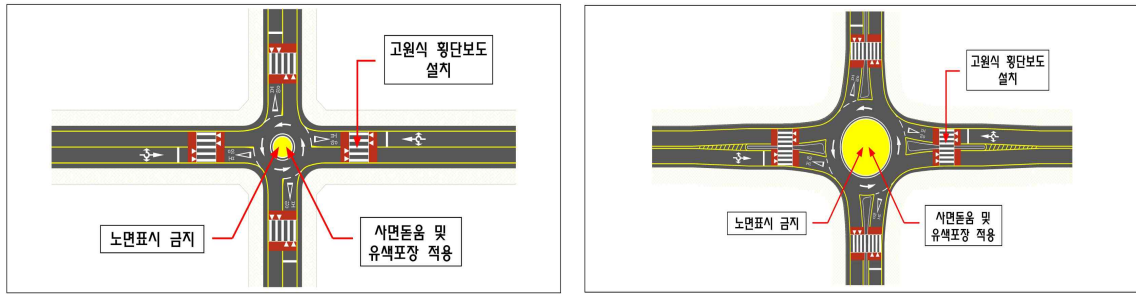 고원식 횡단보도
설치
노면표시 금지
사면돋움 및
유색포장 적용
고원식 횡단보도
설치
노면표시 금지
사면돋움 및
유색포장 적용